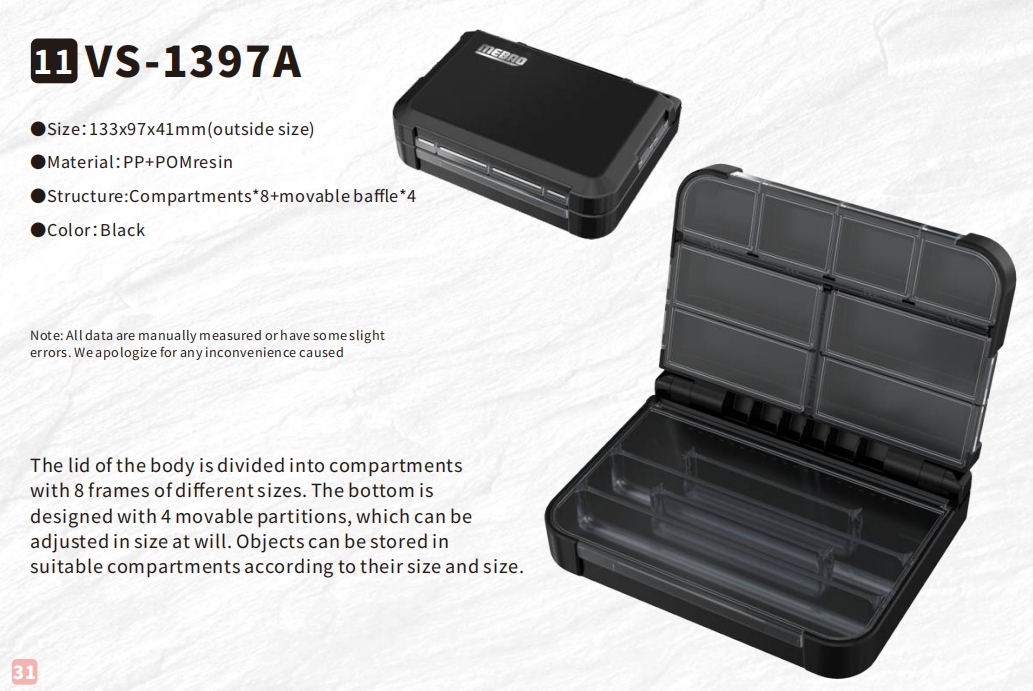 11 VS-1397A
●Size：133x97x41mm(outside size)
●Material：PP+POMresin
●Structure:Compartments*8+movable baffle*4
●Color：Black
Note: All data are manually measured or have some slight
errors. We apologize for any inconvenience caused
The lid of the body is divided into compartments
with 8 frames of different sizes. The bottom is
designed with 4 movable partitions, which can be
adjusted in size at will. Objects can be stored in
suitable compartments according to their size and size.
MEBAO
31